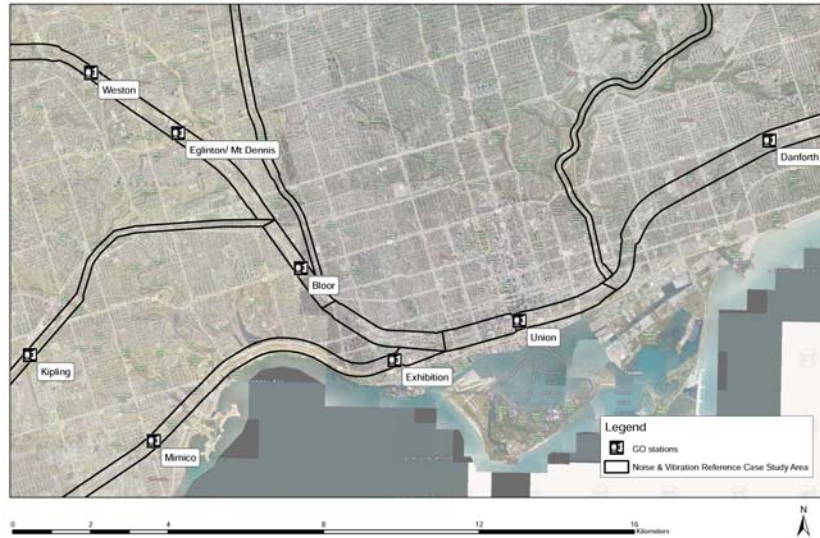 Weston
Eglinton/ Mt Dennis
Danforth
Bloor
Union
Kipling
Exhibition
Mimico
Legend
GO stations
Noise & Vibration Reference Case Study Area
0 2 4 8 12 16
Kilometers
N